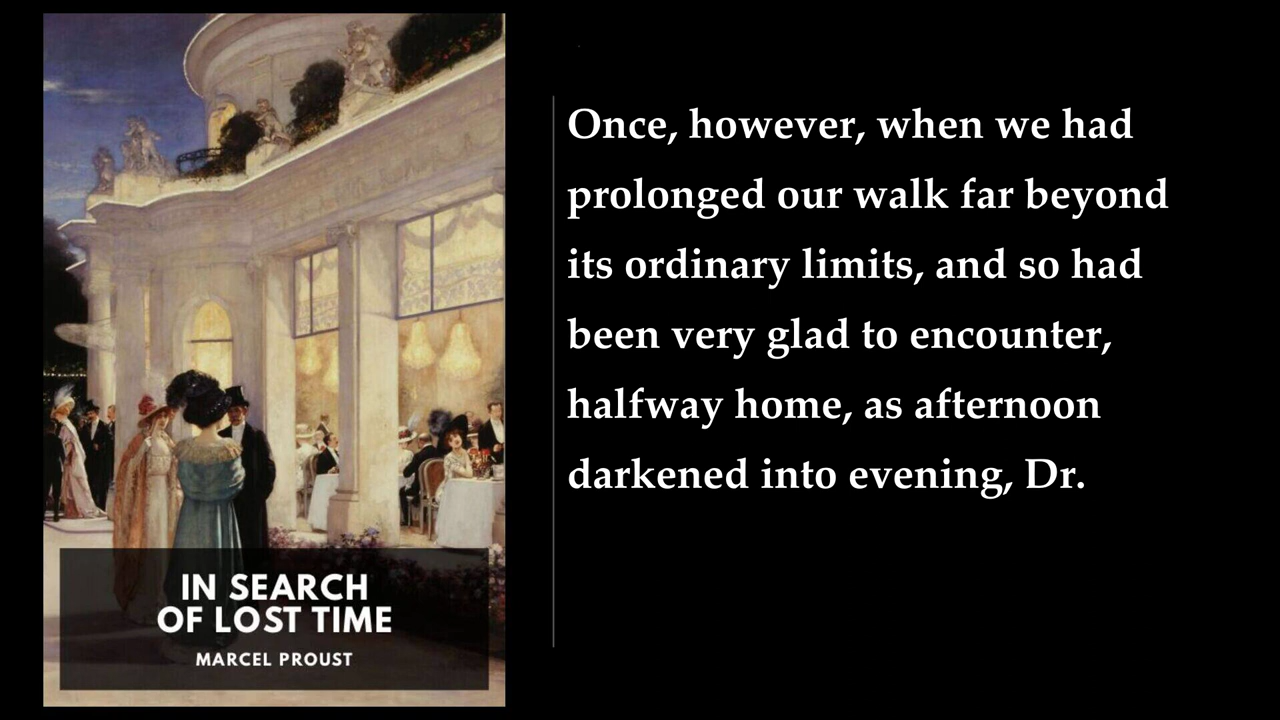 IN SEARCH
OF LOST TIME
MARCEL PROUST
Once, however, when we had
prolonged our walk far beyond
its ordinary limits, and so had
been very glad to encounter,
halfway home, as afternoon
darkened into evening, Dr.